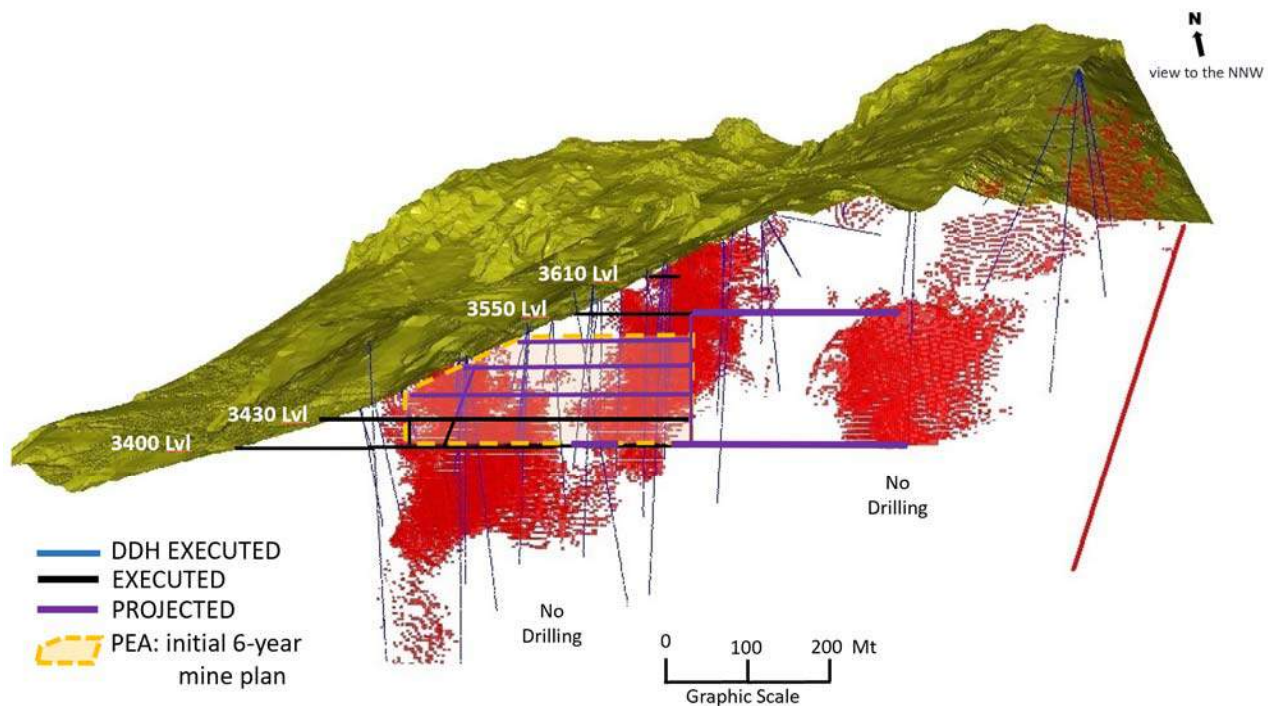 N
view to the NNW
3610 Lvl
3550 Lvl
3430 Lvl
3400 Lvl
No
Drilling
No
Drilling
DDH EXECUTED
EXECUTED
PROJECTED
PEA: initial 6-year
mine plan
0 100 200 Mt
Graphic Scale